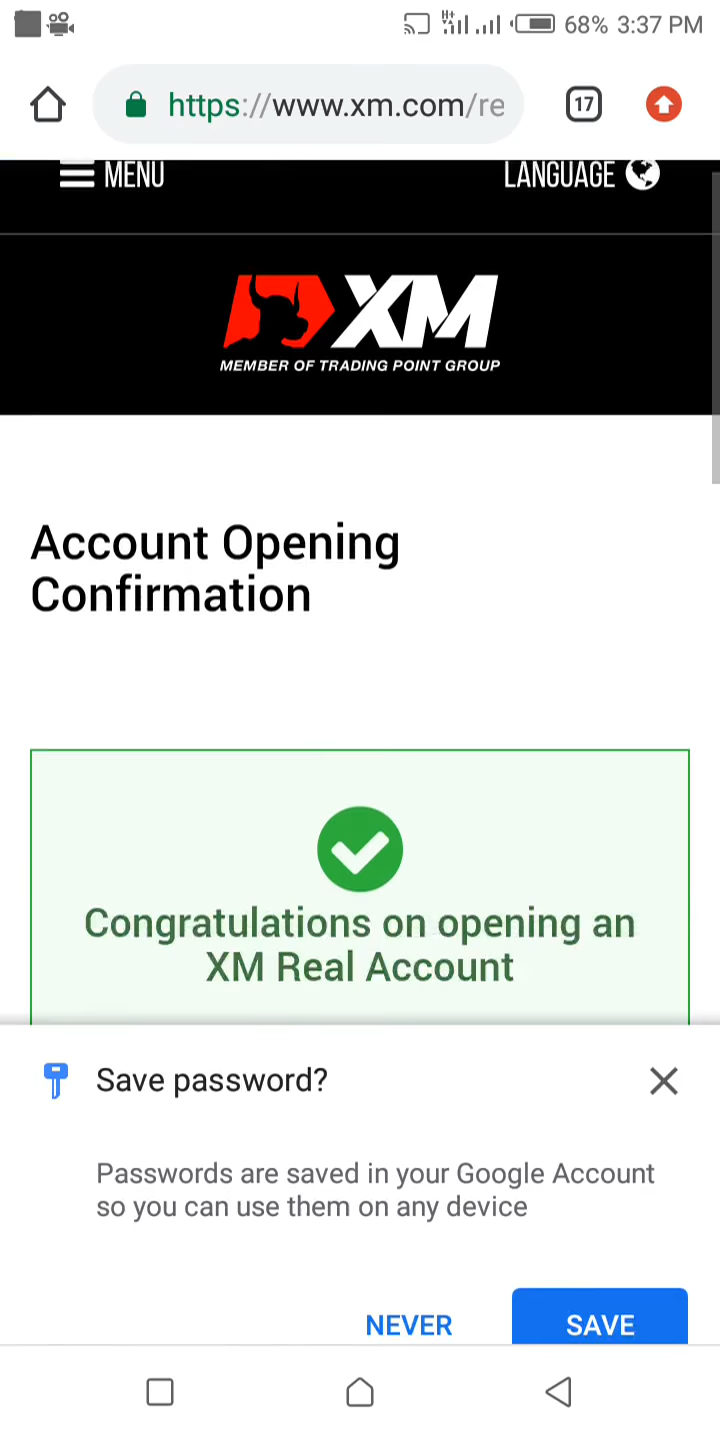 68% 3:37 PM
https://www.xm.com/re
17
MENU
LANGUAGE
XM
MEMBER OF TRADING POINT GROUP
Account Opening
Confirmation
Congratulations on opening an
XM Real Account
Save password?
Passwords are saved in your Google Account
so you can use them on any device
NEVER
SAVE